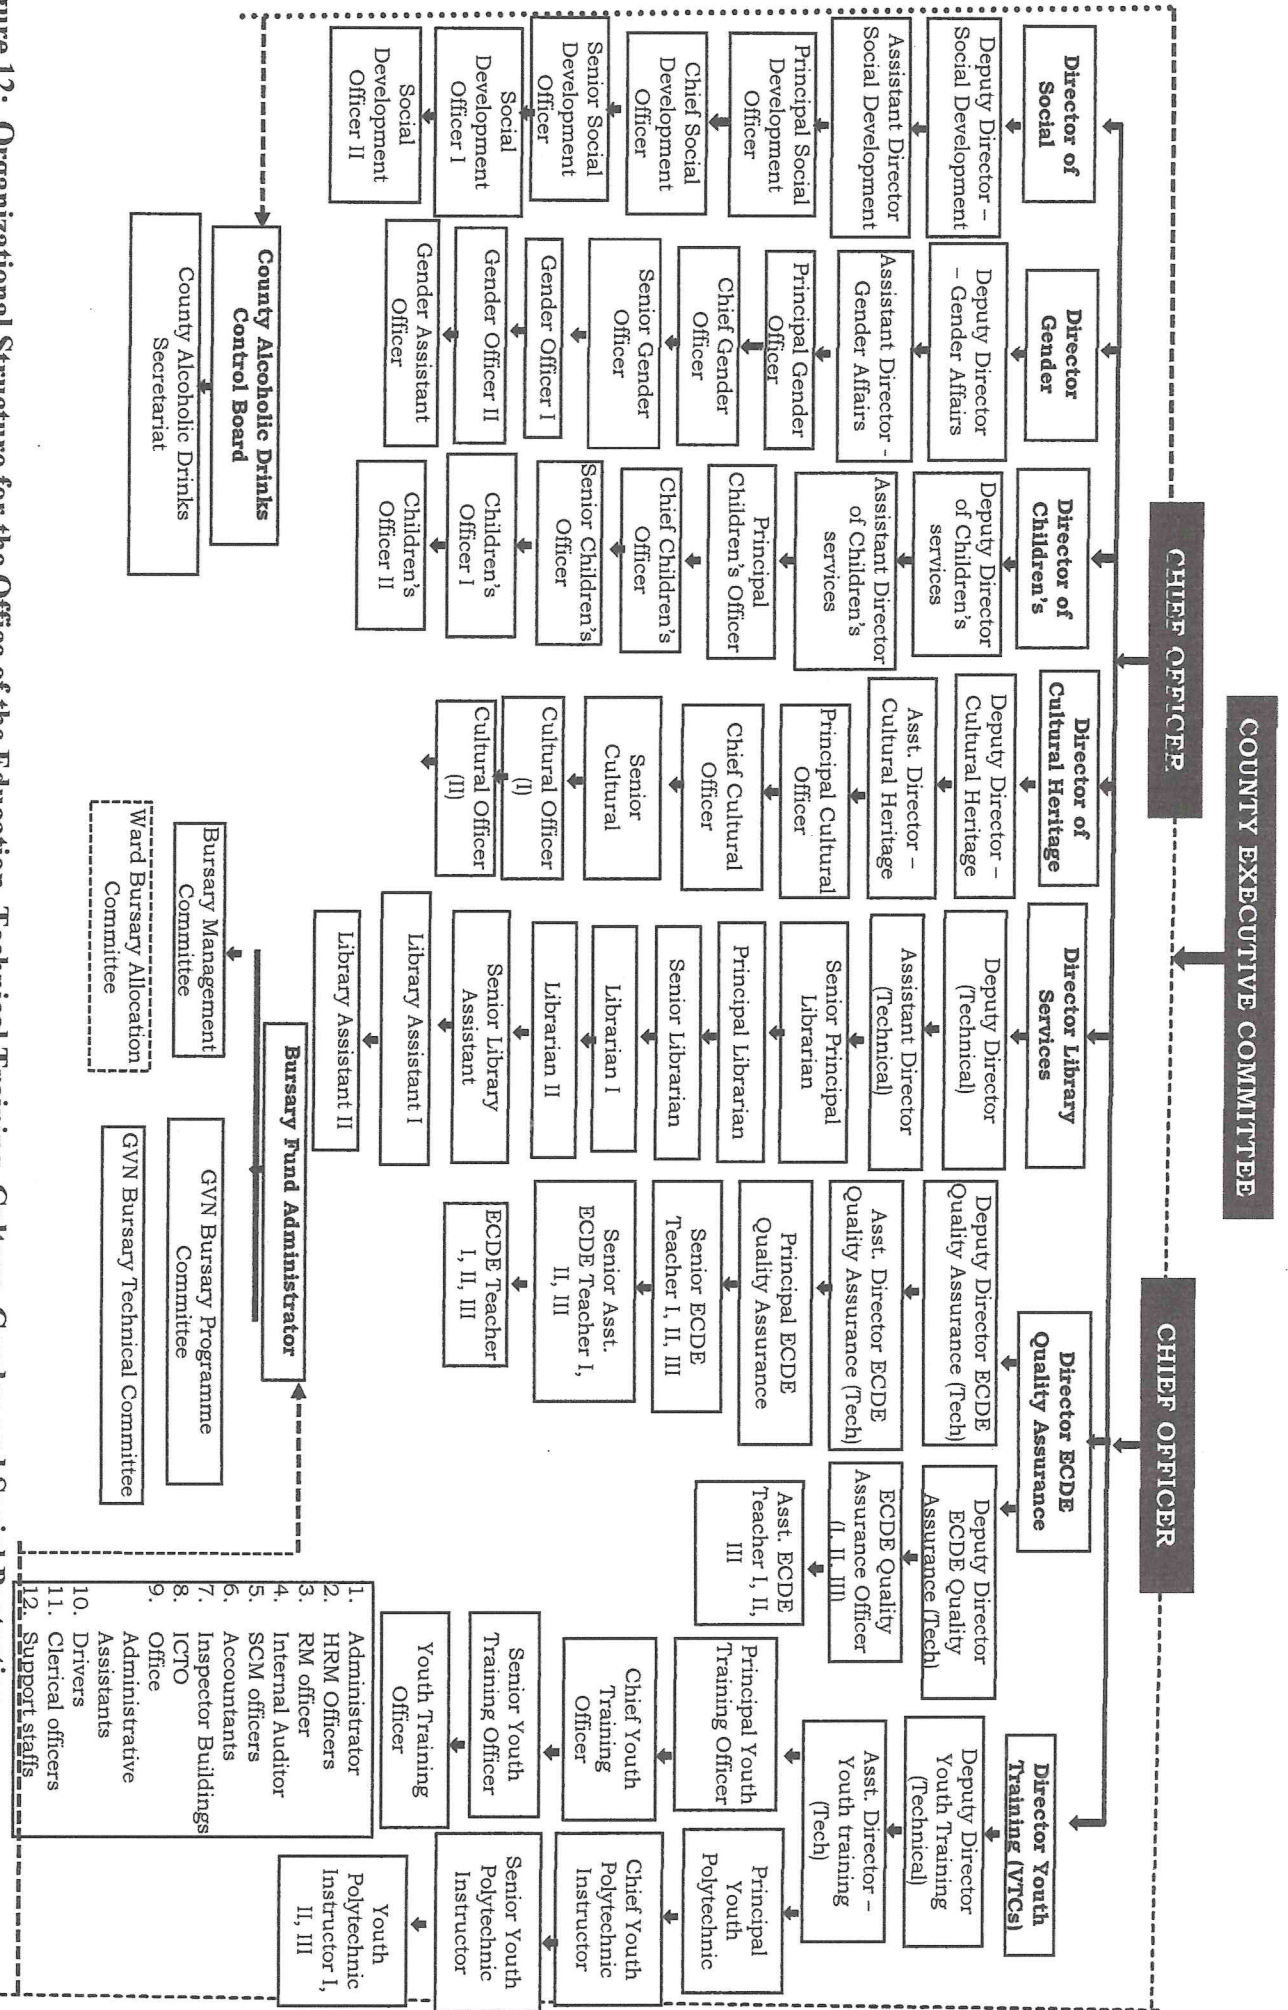 COUNTY EXECUTIVE COMMITTEE
CHIEF OFFICER
CHIEF OFFICER
Director of
Social
Deputy Director –
Social Development
Assistant Director
Social Development
Principal Social
Development
Officer
Chief Social
Development
Officer
Senior Social
Development
Officer
Social
Development
Officer I
Social
Development
Officer II
Director
Gender
Deputy Director
– Gender Affairs
Assistant Director -
Gender Affairs
Principal Gender
Officer
Chief Gender
Officer
Senior Gender
Officer
Gender Officer I
Gender Officer II
Gender Assistant
Officer
Director of
Children's
Deputy Director
of Children's
services
Assistant Director
of Children's
services
Principal
Children's Officer
Chief Children's
Officer
Senior Children's
Officer
Children's
Officer I
Children's
Officer II
Director of
Cultural Heritage
Deputy Director –
Cultural Heritage
Asst. Director –
Cultural Heritage
Principal Cultural
Officer
Chief Cultural
Officer
Senior
Cultural
Cultural Officer
(I)
Cultural Officer
(II)
Director Library
Services
Deputy Director
(Technical)
Assistant Director
(Technical)
Senior Principal
Librarian
Principal Librarian
Senior Librarian
Librarian I
Librarian II
Senior Library
Assistant
Library Assistant I
Library Assistant II
Director ECDE
Quality Assurance
Deputy Director ECDE
Quality Assurance (Tech)
Asst. Director ECDE
Quality Assurance (Tech)
Principal ECDE
Quality Assurance
Senior ECDE
Teacher I, II, III
Senior Asst.
ECDE Teacher I,
II, III
ECDE Teacher
I, II, III
Deputy Director
ECDE Quality
Assurance (Tech)
ECDE Quality
Assurance Officer
(I, II, III)
Asst. ECDE
Teacher I, II,
III
Director Youth
Training (VTCs)
Deputy Director
Youth Training
(Technical)
Asst. Director –
Youth training
(Tech)
Principal Youth
Training Officer
Chief Youth
Training
Officer
Senior Youth
Training Officer
Youth Training
Officer
Principal
Youth
Polytechnic
Chief Youth
Polytechnic
Instructor
Senior Youth
Polytechnic
Instructor
Youth
Polytechnic
Instructor I,
II, III
County Alcoholic Drinks
Control Board
County Alcoholic Drinks
Secretariat
Bursary Fund Administrator
Bursary Management
Committee
Ward Bursary Allocation
Committee
GVN Bursary Programme
Committee
GVN Bursary Technical Committee
1. Administrator
2. HRM Officers
3. RM officer
4. Internal Auditor
5. SCM officers
6. Accountants
7. Inspector Buildings
8. ICTO
9. Office
Administrative
Assistants
10. Drivers
11. Clerical officers
12. Support staffs
12: Organizational Structure for the Office of the Education, Technical Training, Culture,